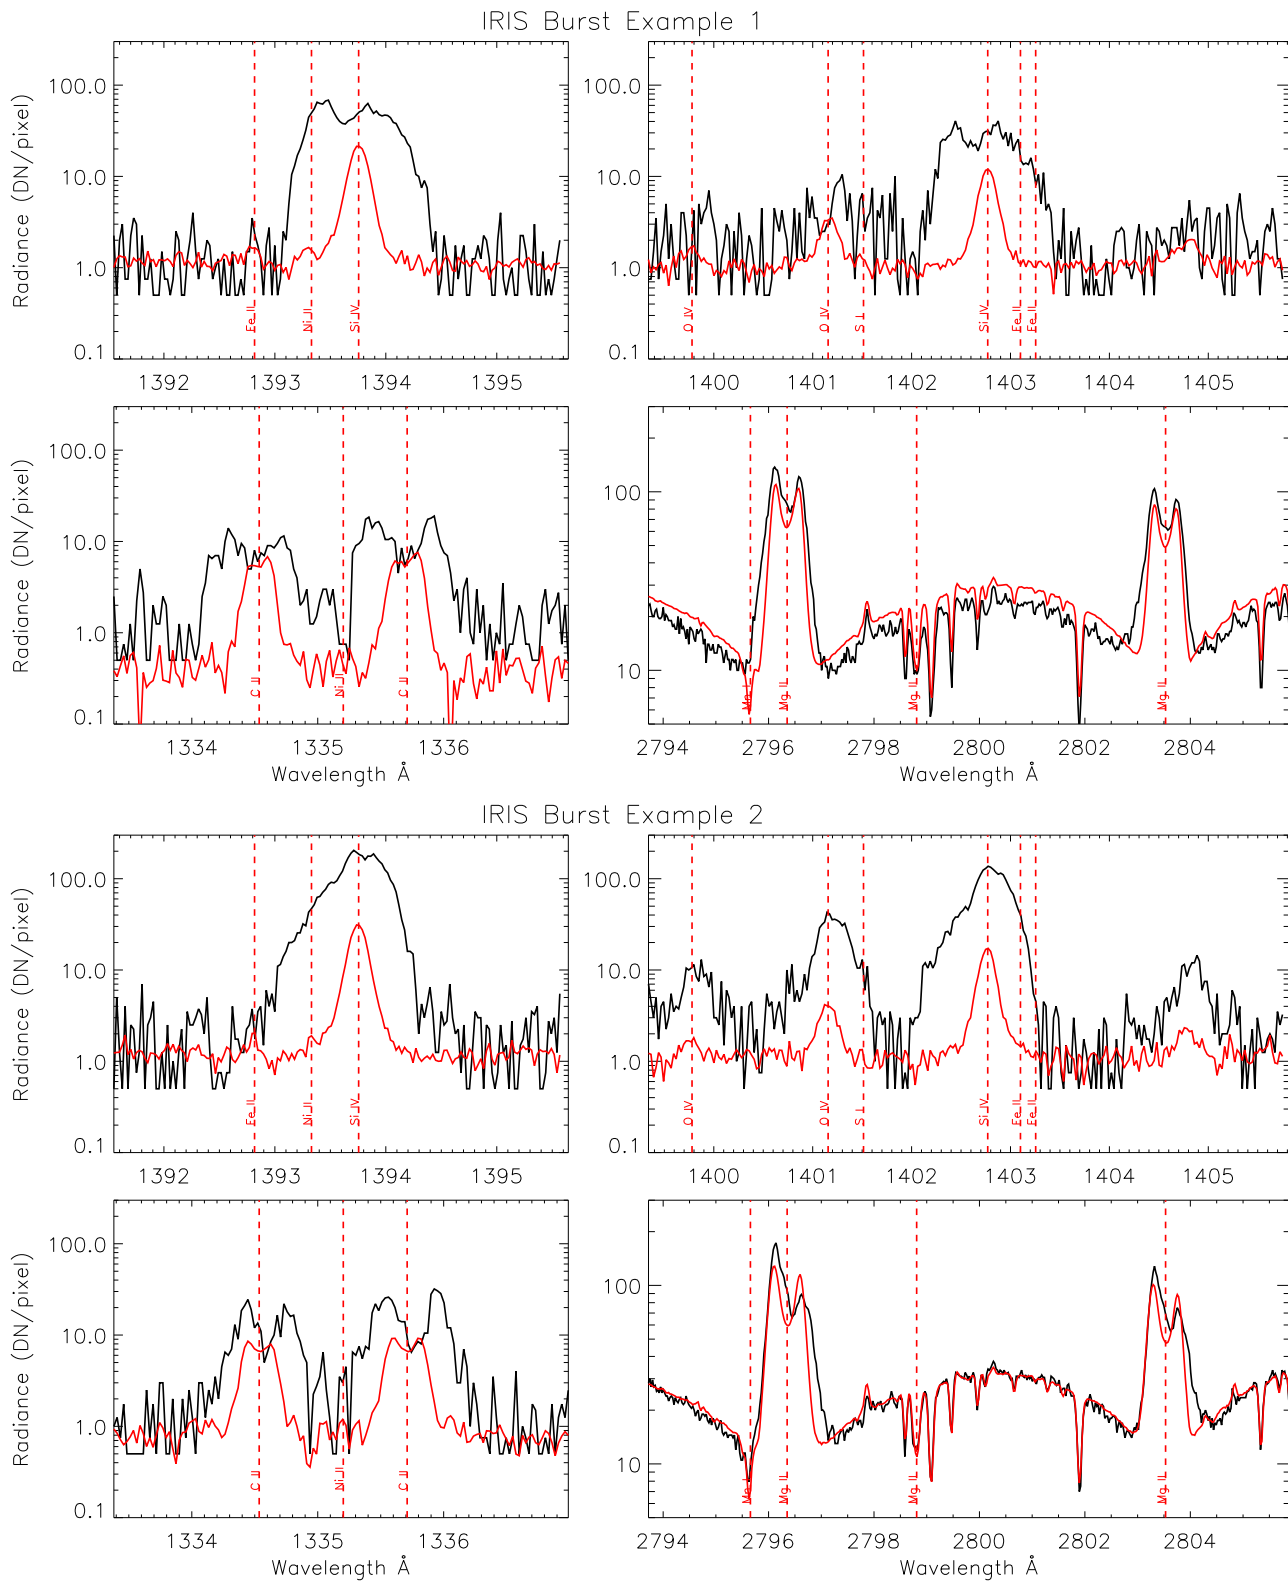 IRIS Burst Example 1
Radiance (DN/pixel)
100.0
10.0
1.0
0.1
Fe II
Ni II
Si IV
1392 1393 1394 1395
100.0
10.0
1.0
0.1
O IV
O IV
S I
Si IV
Fe II
Fe II
1400 1401 1402 1403 1404 1405
Radiance (DN/pixel)
100.0
10.0
1.0
0.1
C II
Ni II
C II
1334 1335 1336
Wavelength Å
100
10
Mg II
Mg II
Mg II
2794 2796 2798 2800 2802 2804
Wavelength Å
IRIS Burst Example 2
Radiance (DN/pixel)
100.0
10.0
1.0
0.1
Fe II
Ni II
Si IV
1392 1393 1394 1395
100.0
10.0
1.0
0.1
O IV
O IV
S I
Si IV
Fe II
Fe II
1400 1401 1402 1403 1404 1405
Radiance (DN/pixel)
100.0
10.0
1.0
0.1
C II
Ni II
C II
1334 1335 1336
Wavelength Å
100
10
Mg II
Mg II
Mg II
2794 2796 2798 2800 2802 2804
Wavelength Å